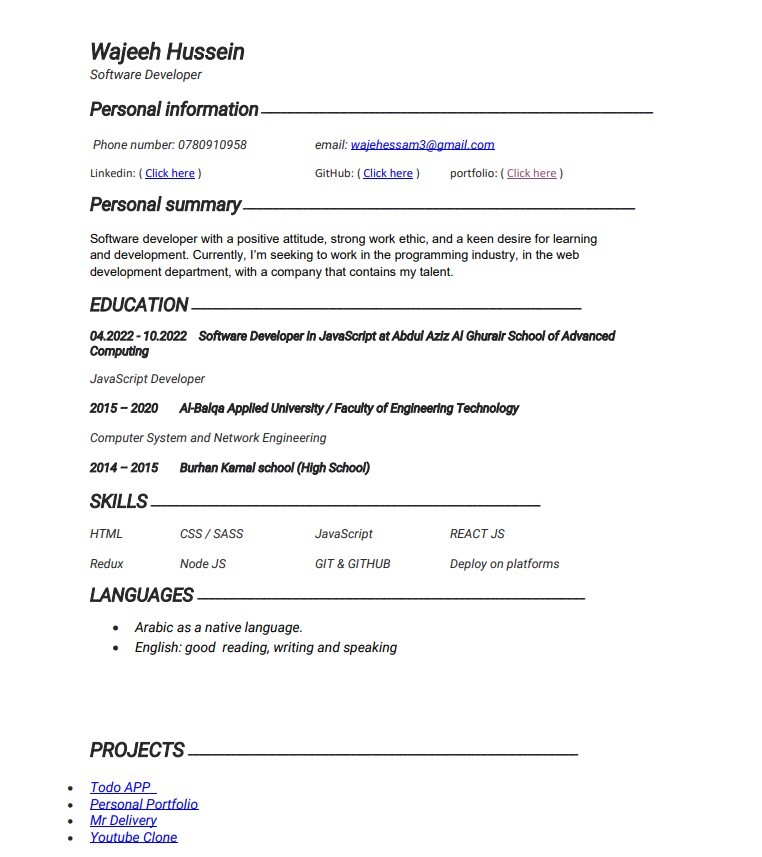 Wajeeh Hussein
Software Developer
Personal information
Phone number: 0780910958 email: wajehessam3@gmail.com
Linkedin: ( Click here ) GitHub: ( Click here ) portfolio: ( Click here )
Personal summary
Software developer with a positive attitude, strong work ethic, and a keen desire for learning
and development. Currently, I'm seeking to work in the programming industry, in the web
development department, with a company that contains my talent.
EDUCATION
04.2022 - 10.2022 Software Developer in JavaScript at Abdul Aziz Al Ghurair School of Advanced
Computing
JavaScript Developer
2015 – 2020 Al-Balqa Applied University / Faculty of Engineering Technology
Computer System and Network Engineering
2014 – 2015 Burhan Kamal school (High School)
SKILLS
HTML CSS / SASS JavaScript REACT JS
Redux Node JS GIT & GITHUB Deploy on platforms
LANGUAGES
• Arabic as a native language.
• English: good reading, writing and speaking
PROJECTS
• Todo APP
• Personal Portfolio
• Mr Delivery
• Youtube Clone